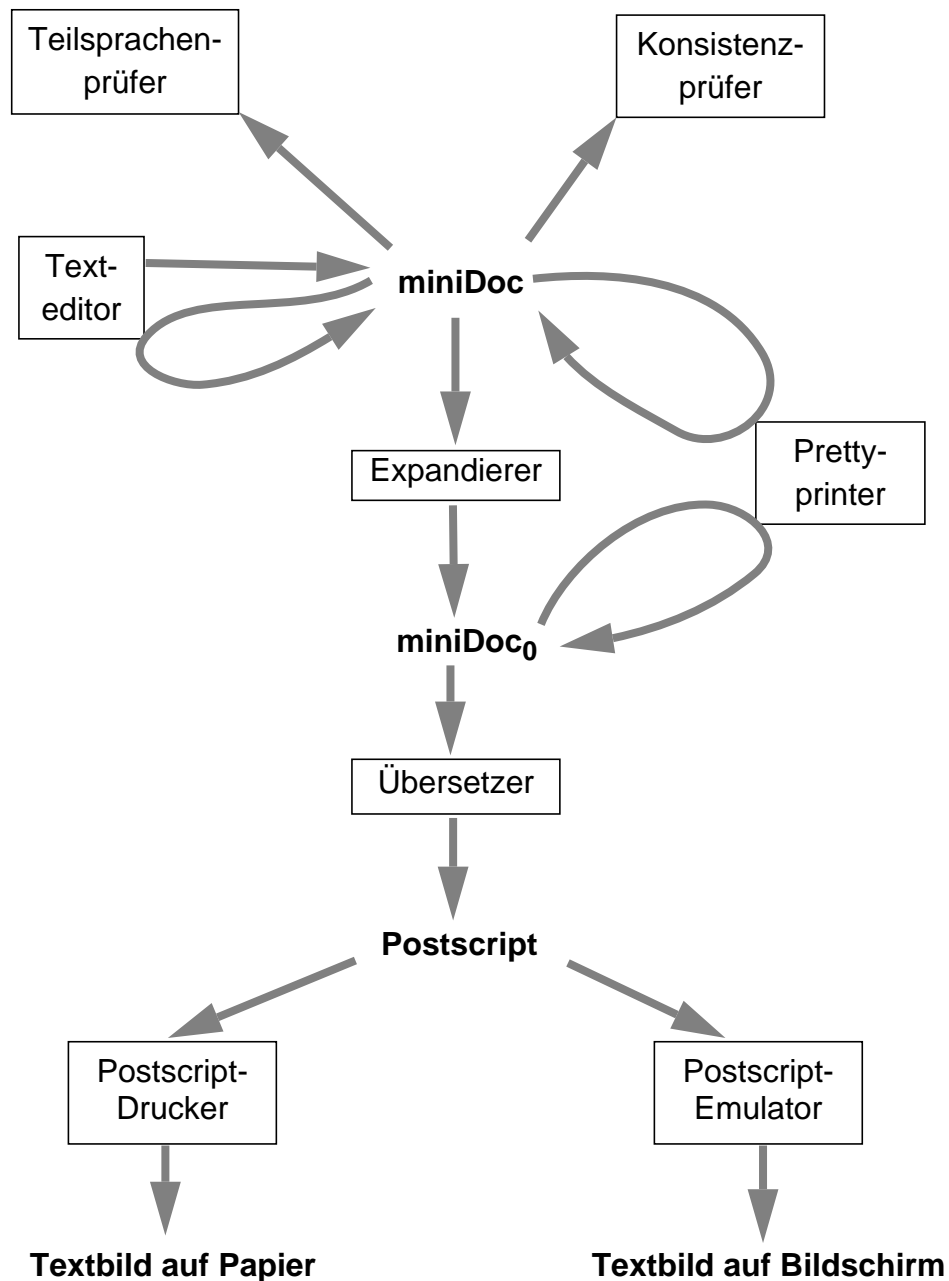 Teilsprachen-
prüfer
Konsistenz-
prüfer
Text-
editor
miniDoc
Expandierer
Pretty-
printer
miniDoc₀
Übersetzer
Postscript
Postscript-
Drucker
Postscript-
Emulator
Textbild auf Papier
Textbild auf Bildschirm